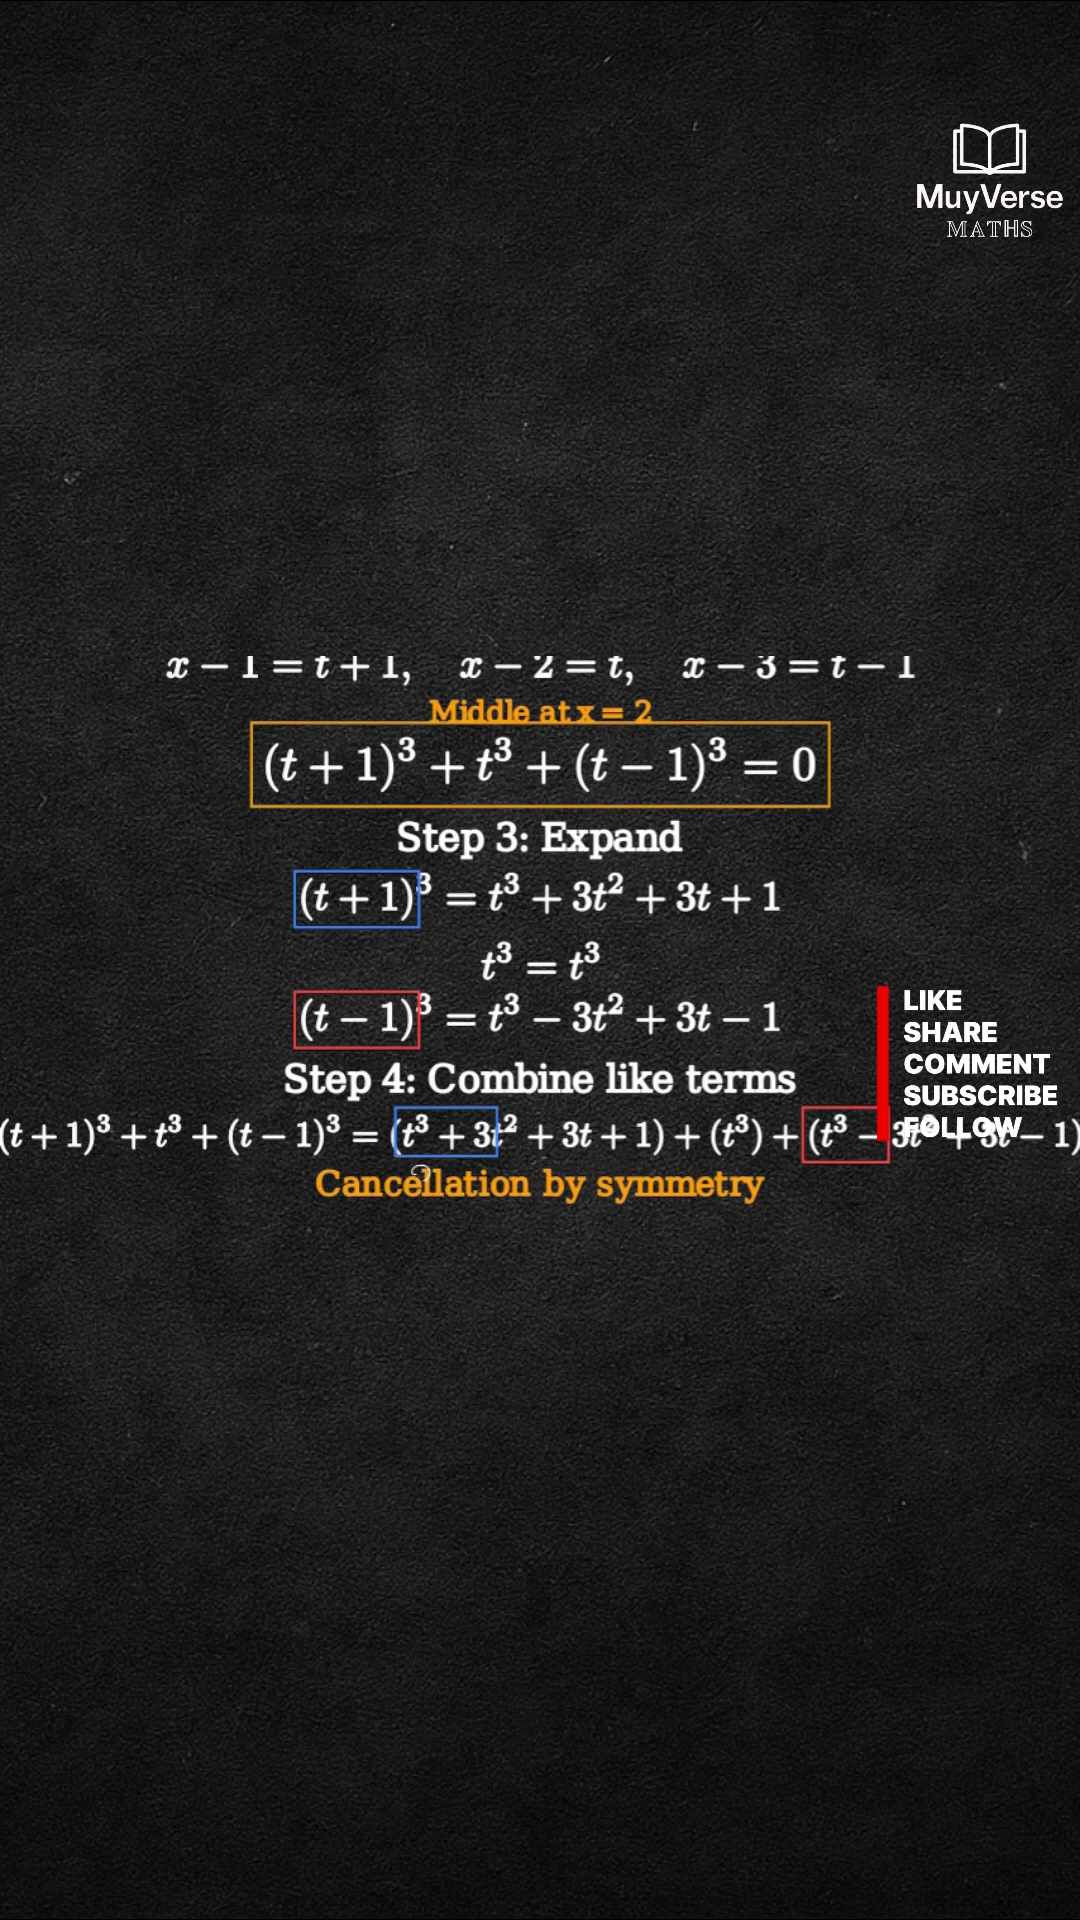 MuyVerse
MATHS
x − 1 = t + 1, x − 2 = t, x − 3 = t − 1
Middle at x = 2
(t + 1)³ + t³ + (t − 1)³ = 0
Step 3: Expand
(t + 1)³ = t³ + 3t² + 3t + 1
t³ = t³
(t − 1)³ = t³ − 3t² + 3t − 1
Step 4: Combine like terms
(t + 1)³ + t³ + (t − 1)³ = (t³ + 3t² + 3t + 1) + (t³) + (t³ − 3t² + 3t − 1)
Cancellation by symmetry
LIKE
SHARE
COMMENT
SUBSCRIBE
FOLLOW